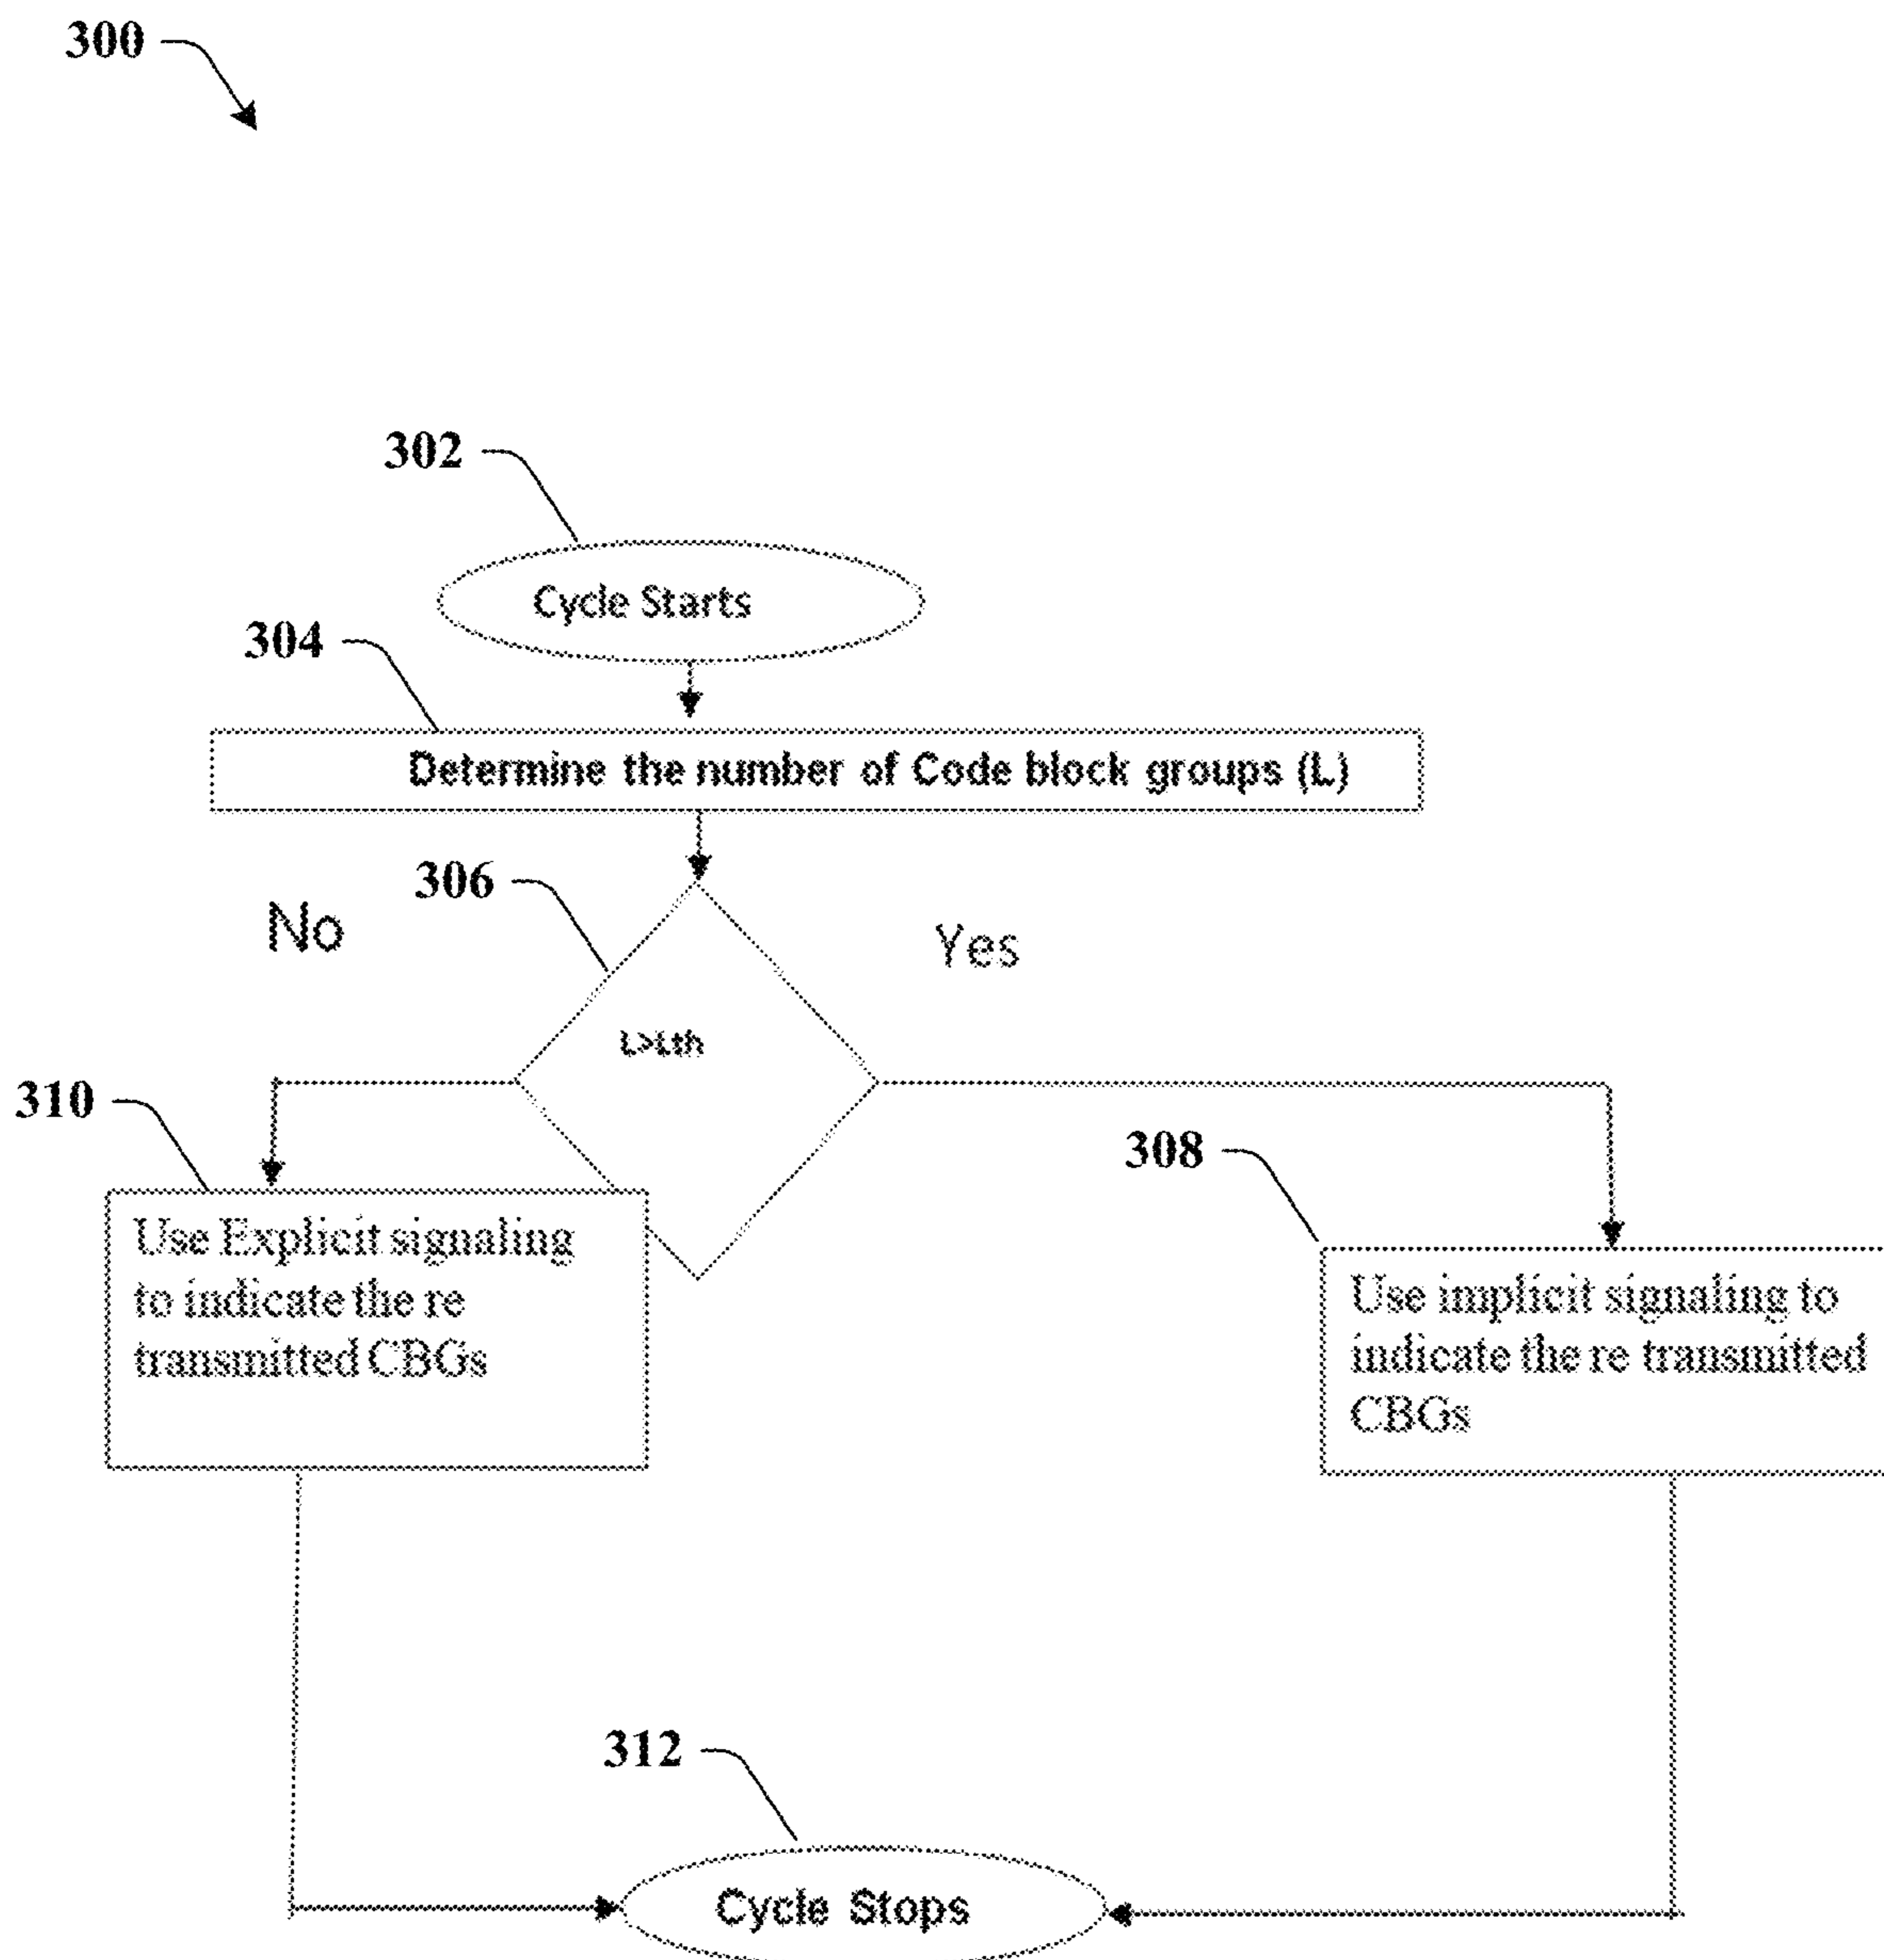 300
302
Cycle Starts
304
Determine the number of Code block groups (L)
306
No
Yes
L>Lth
310
308
Use Explicit signaling
to indicate the re
transmitted CBGs
Use implicit signaling to
indicate the re transmitted
CBGs
312
Cycle Stops